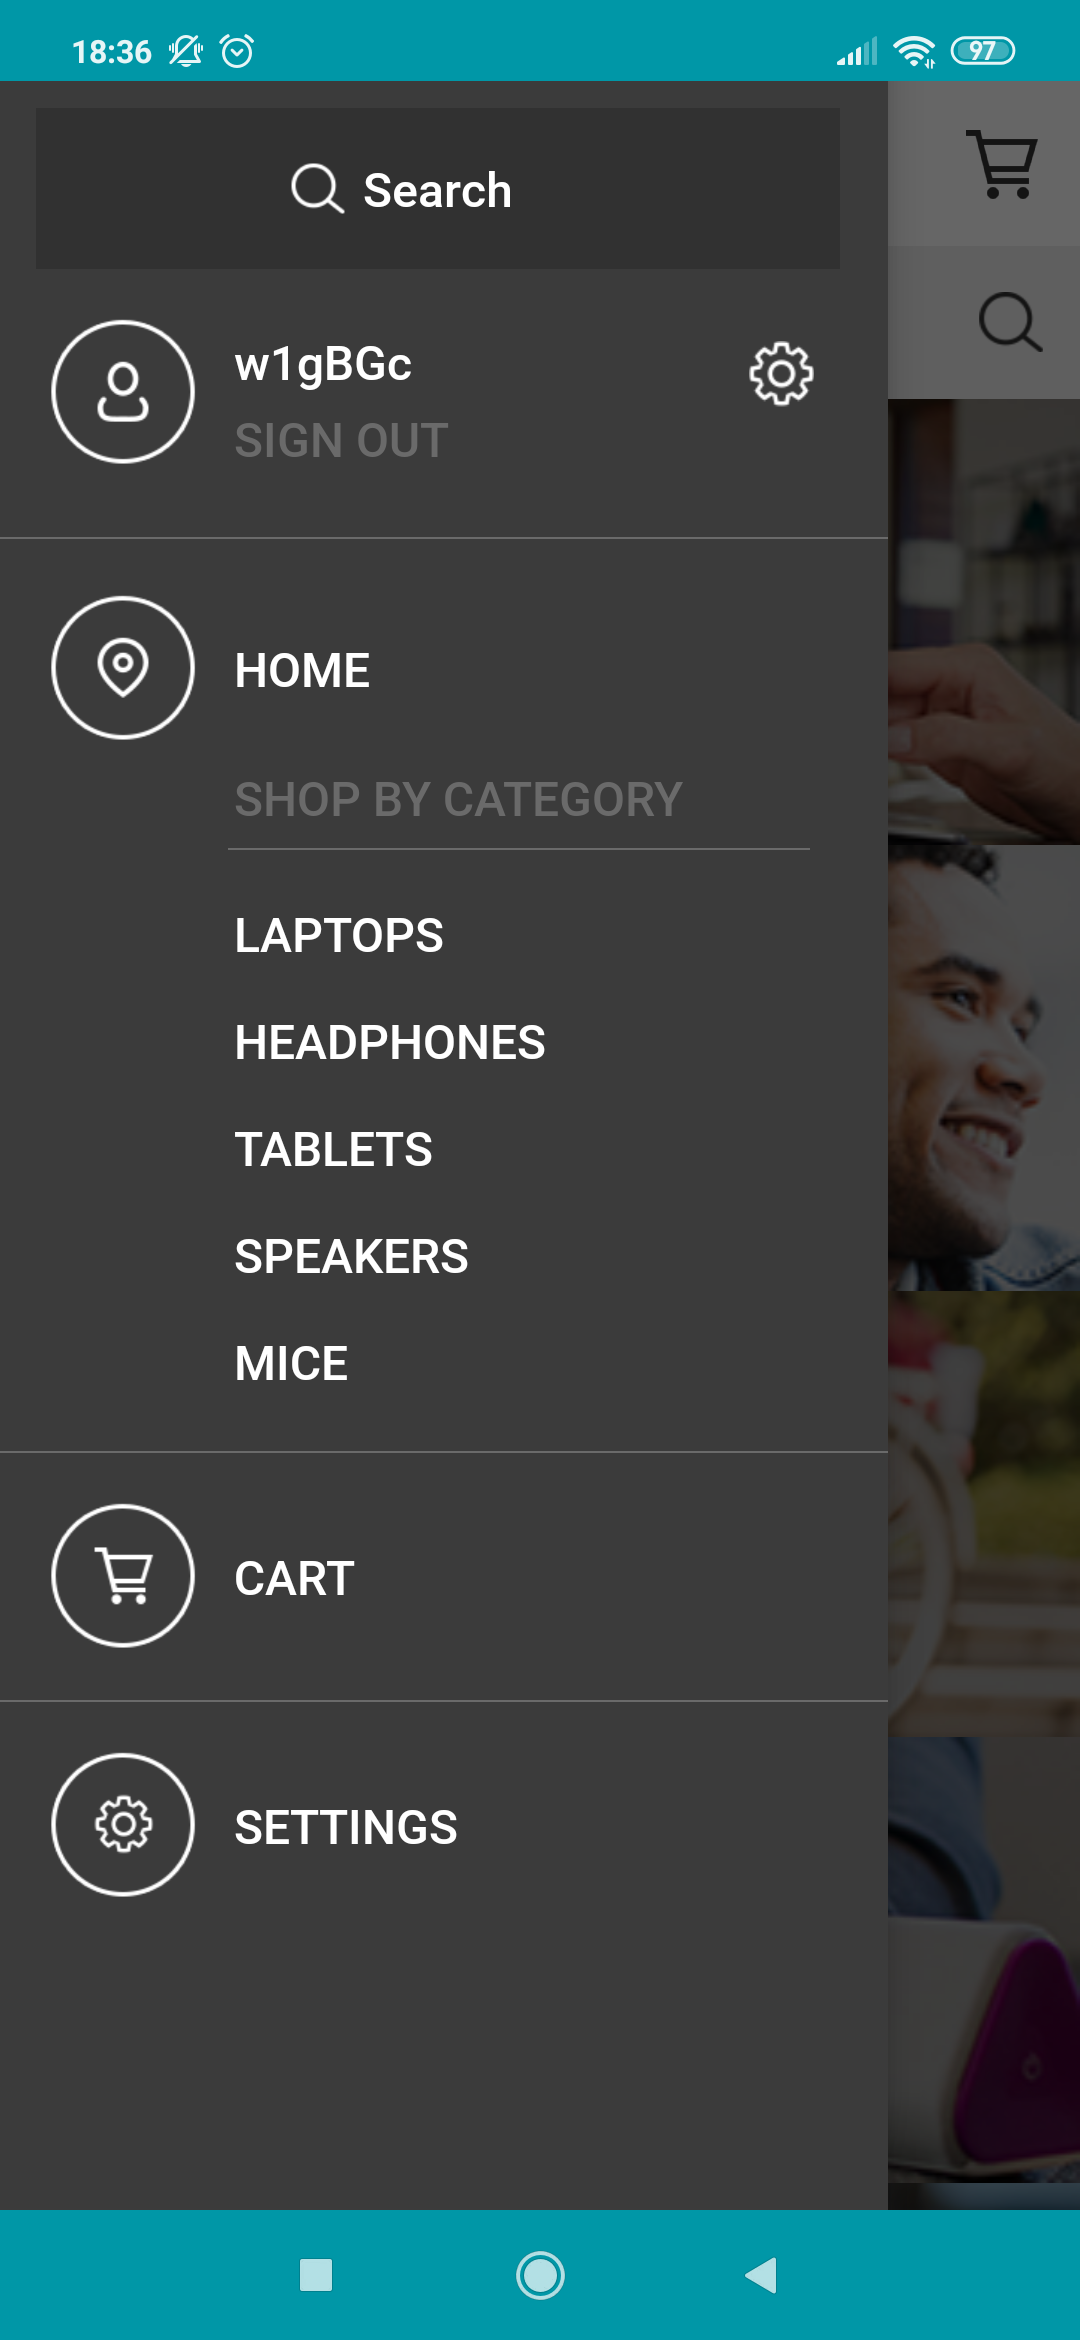 18:36
97
Search
w1gBGc
SIGN OUT
HOME
SHOP BY CATEGORY
LAPTOPS
HEADPHONES
TABLETS
SPEAKERS
MICE
CART
SETTINGS